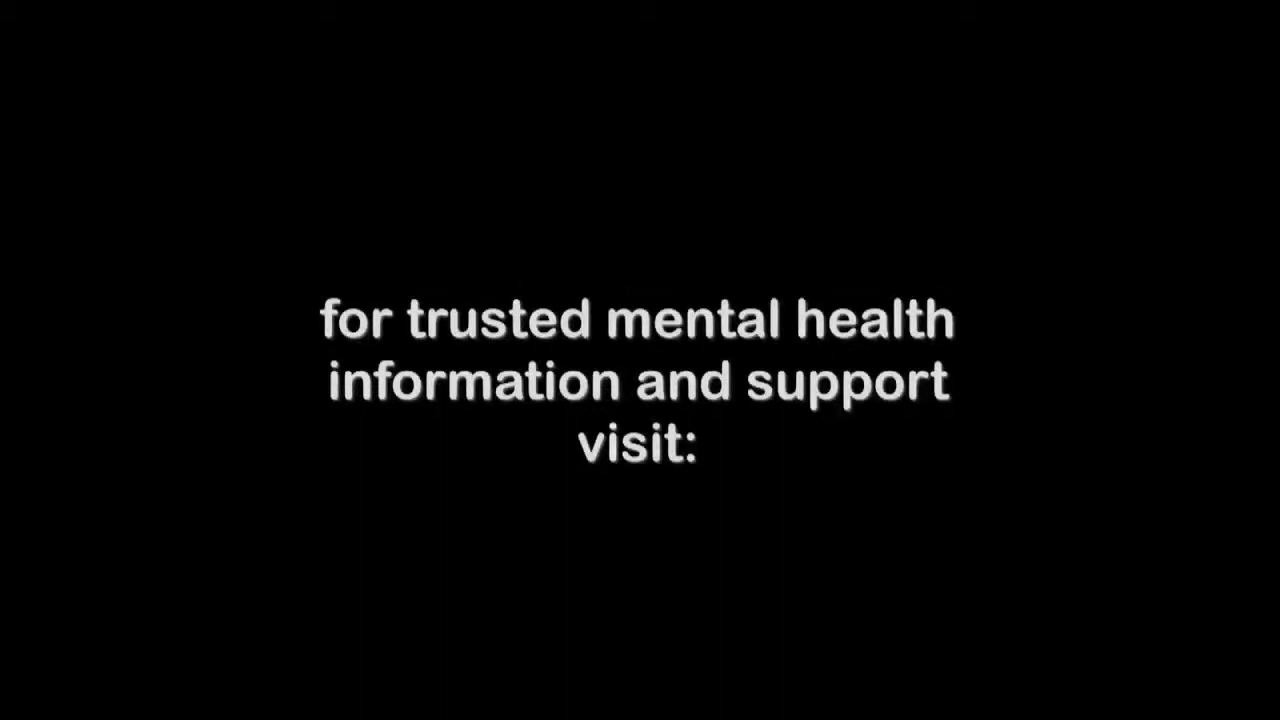 for trusted mental health
information and support
visit: